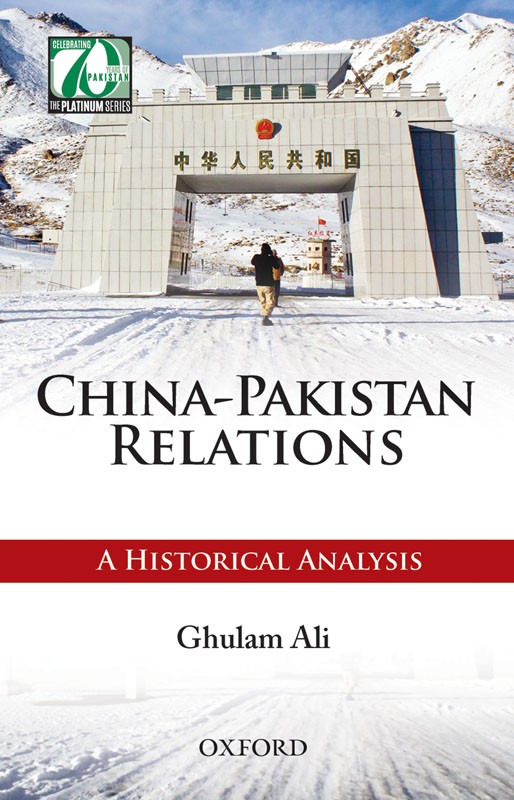 CELEBRATING
70 YEARS OF
PAKISTAN
THE PLATINUM SERIES
中华人民共和国
CHINA-PAKISTAN
RELATIONS
A HISTORICAL ANALYSIS
Ghulam Ali
OXFORD